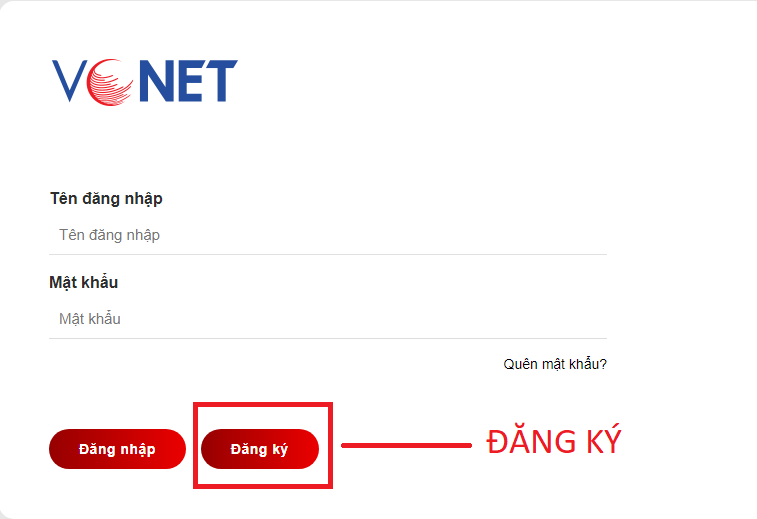 VCNET
Tên đăng nhập
Tên đăng nhập
Mật khẩu
Mật khẩu
Quên mật khẩu?
Đăng nhập
Đăng ký
ĐĂNG KÝ